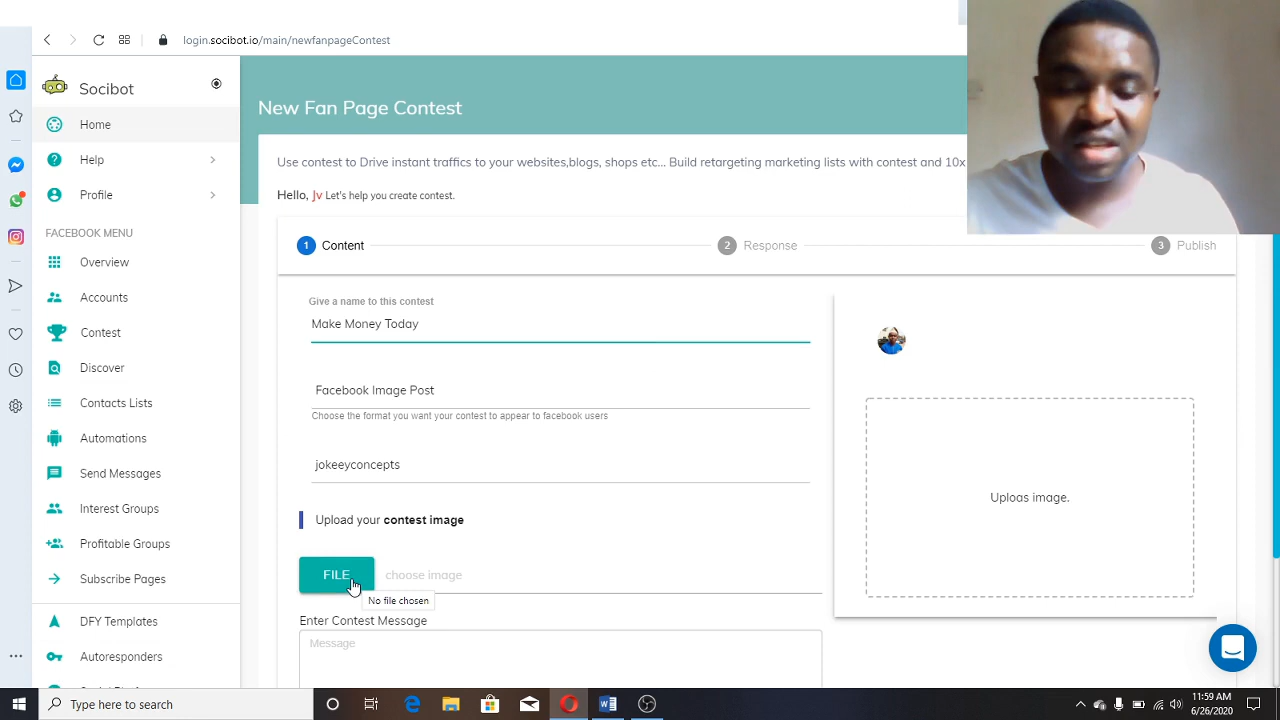 login.socibot.io/main/newfanpageContest
Socibot
Home
Help
Profile
FACEBOOK MENU
Overview
Accounts
Contest
Discover
Contacts Lists
Automations
Send Messages
Interest Groups
Profitable Groups
Subscribe Pages
DFY Templates
Autoresponders
New Fan Page Contest
Use contest to Drive instant traffics to your websites,blogs, shops etc... Build retargeting marketing lists with contest and 10x
Hello, Jv Let's help you create contest.
1 Content
2 Response
3 Publish
Give a name to this contest
Make Money Today
Facebook Image Post
Choose the format you want your contest to appear to facebook users
jokeeyconcepts
Upload your contest image
FILE
choose image
No file chosen
Enter Contest Message
Message
Uploas image.
Type here to search
11:59 AM
6/26/2020